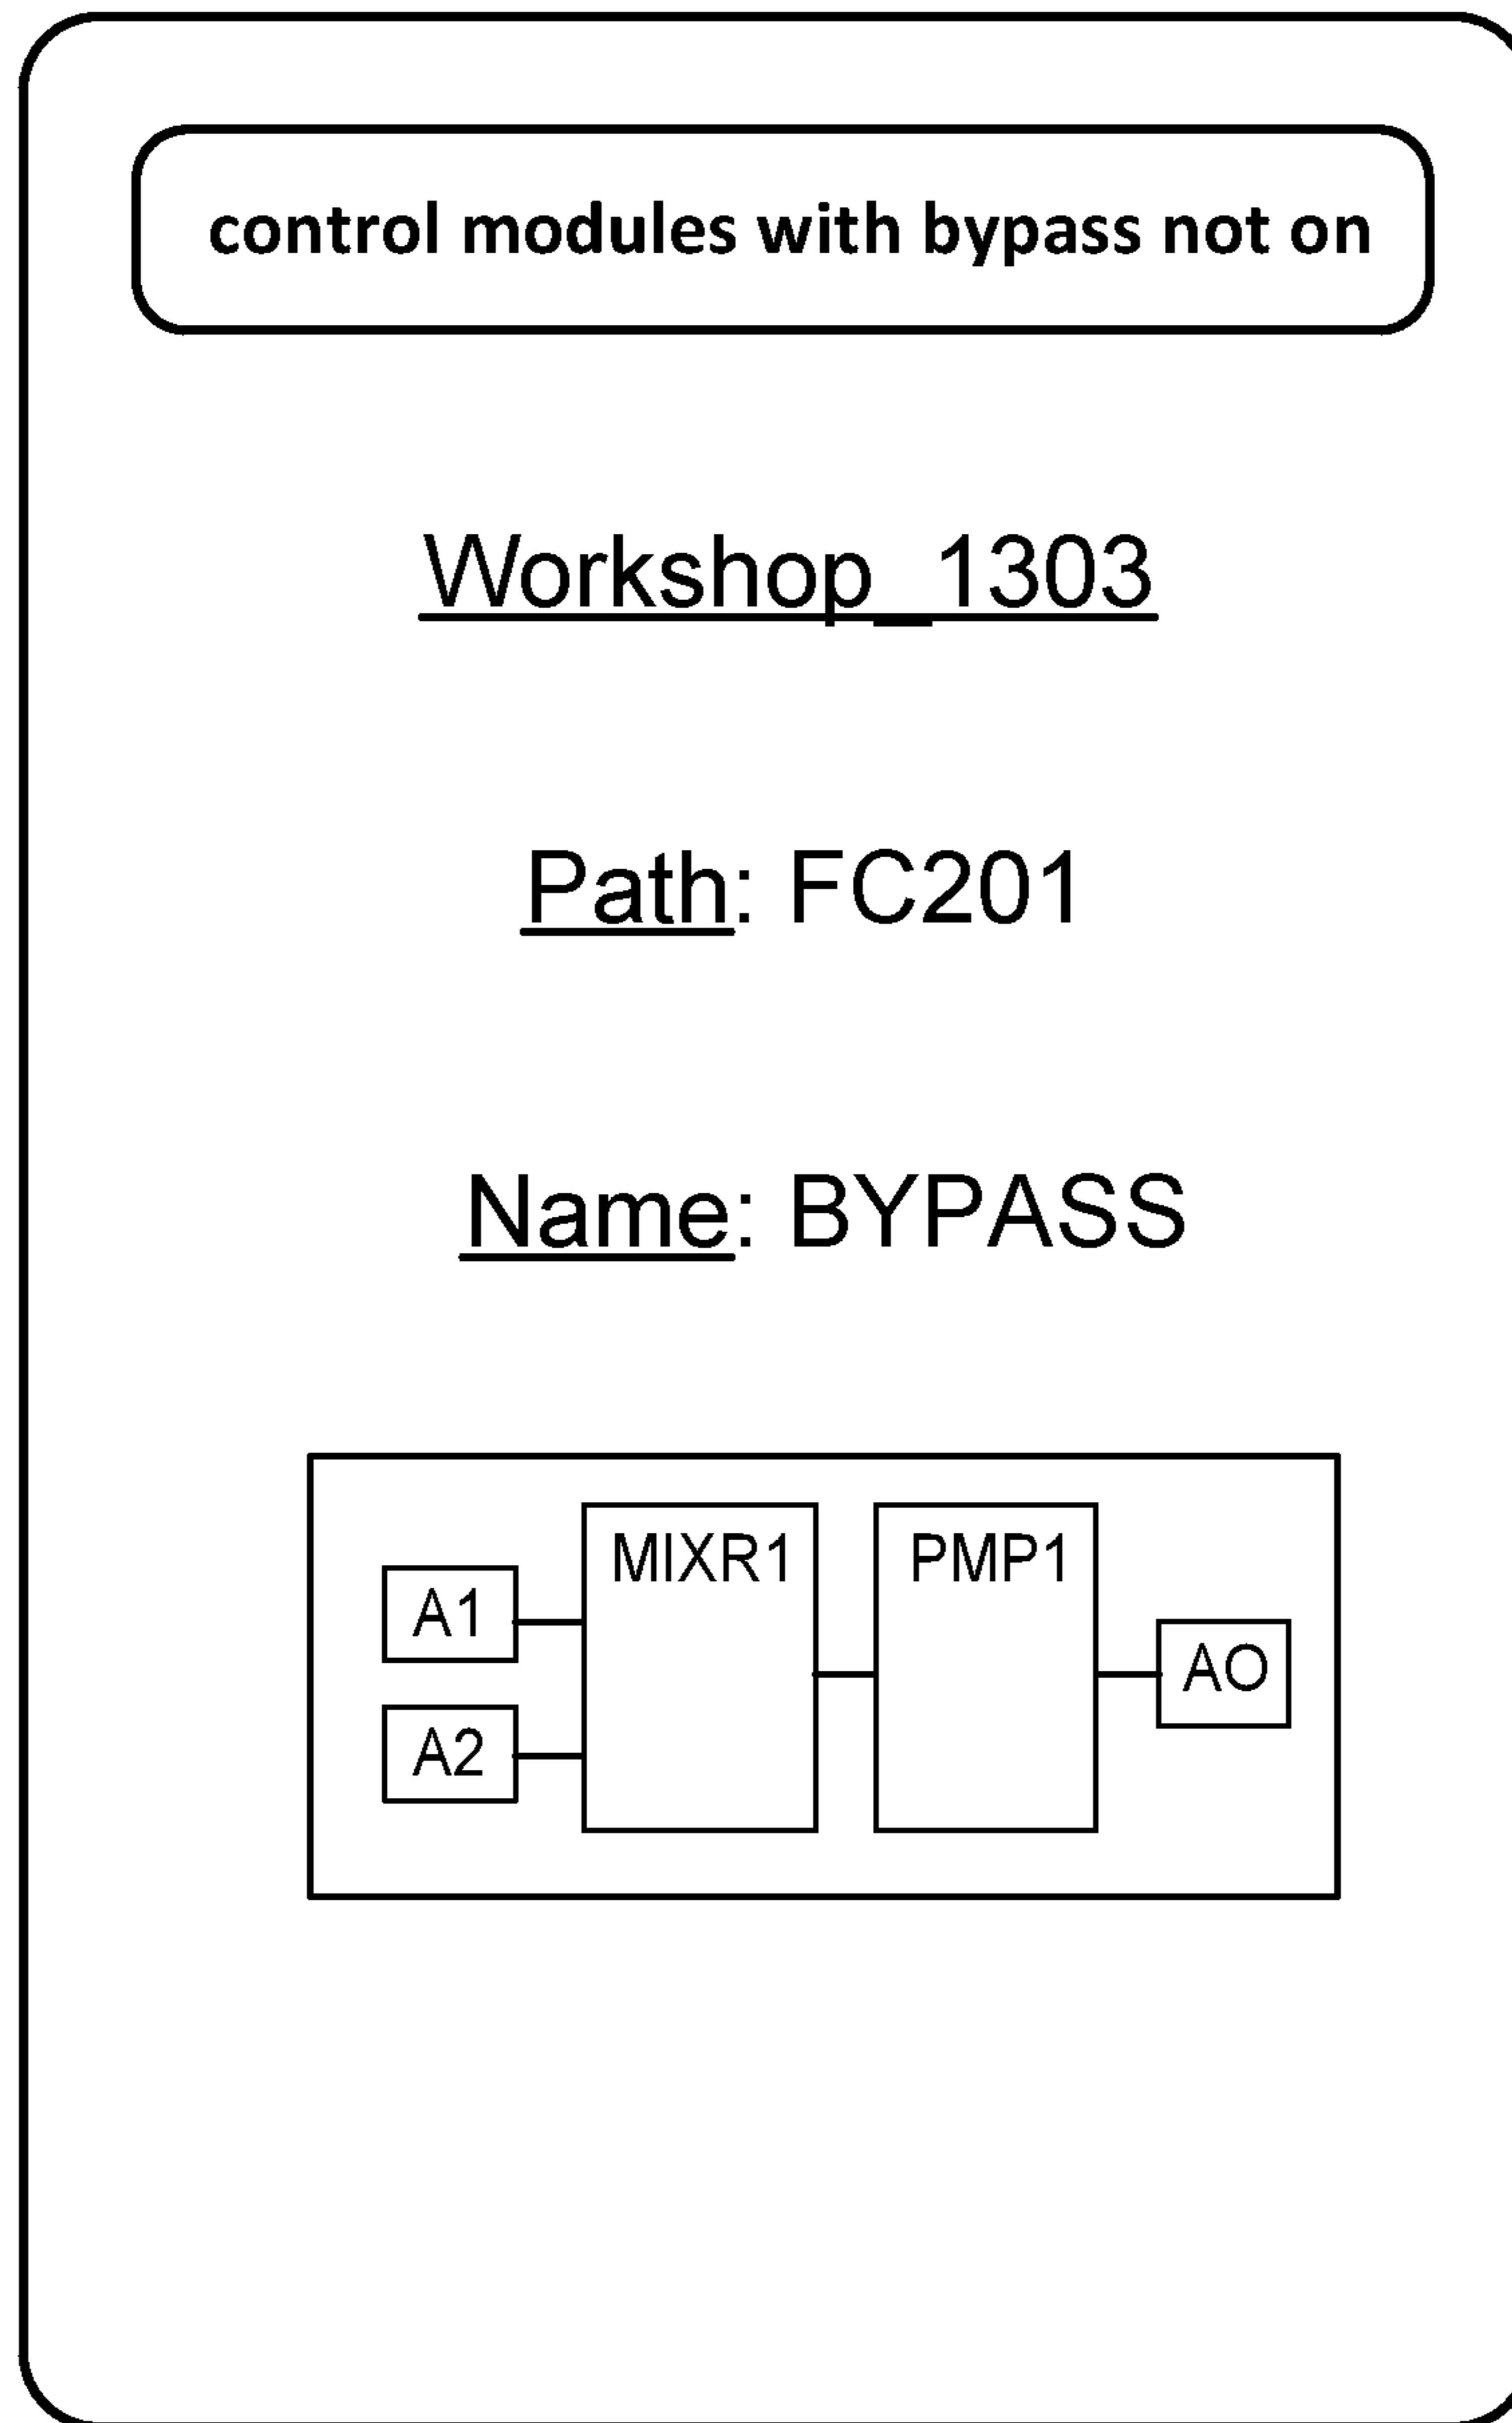 control modules with bypass not on
Workshop_1303
Path: FC201
Name: BYPASS
MIXR1 PMP1
A1
AO
A2